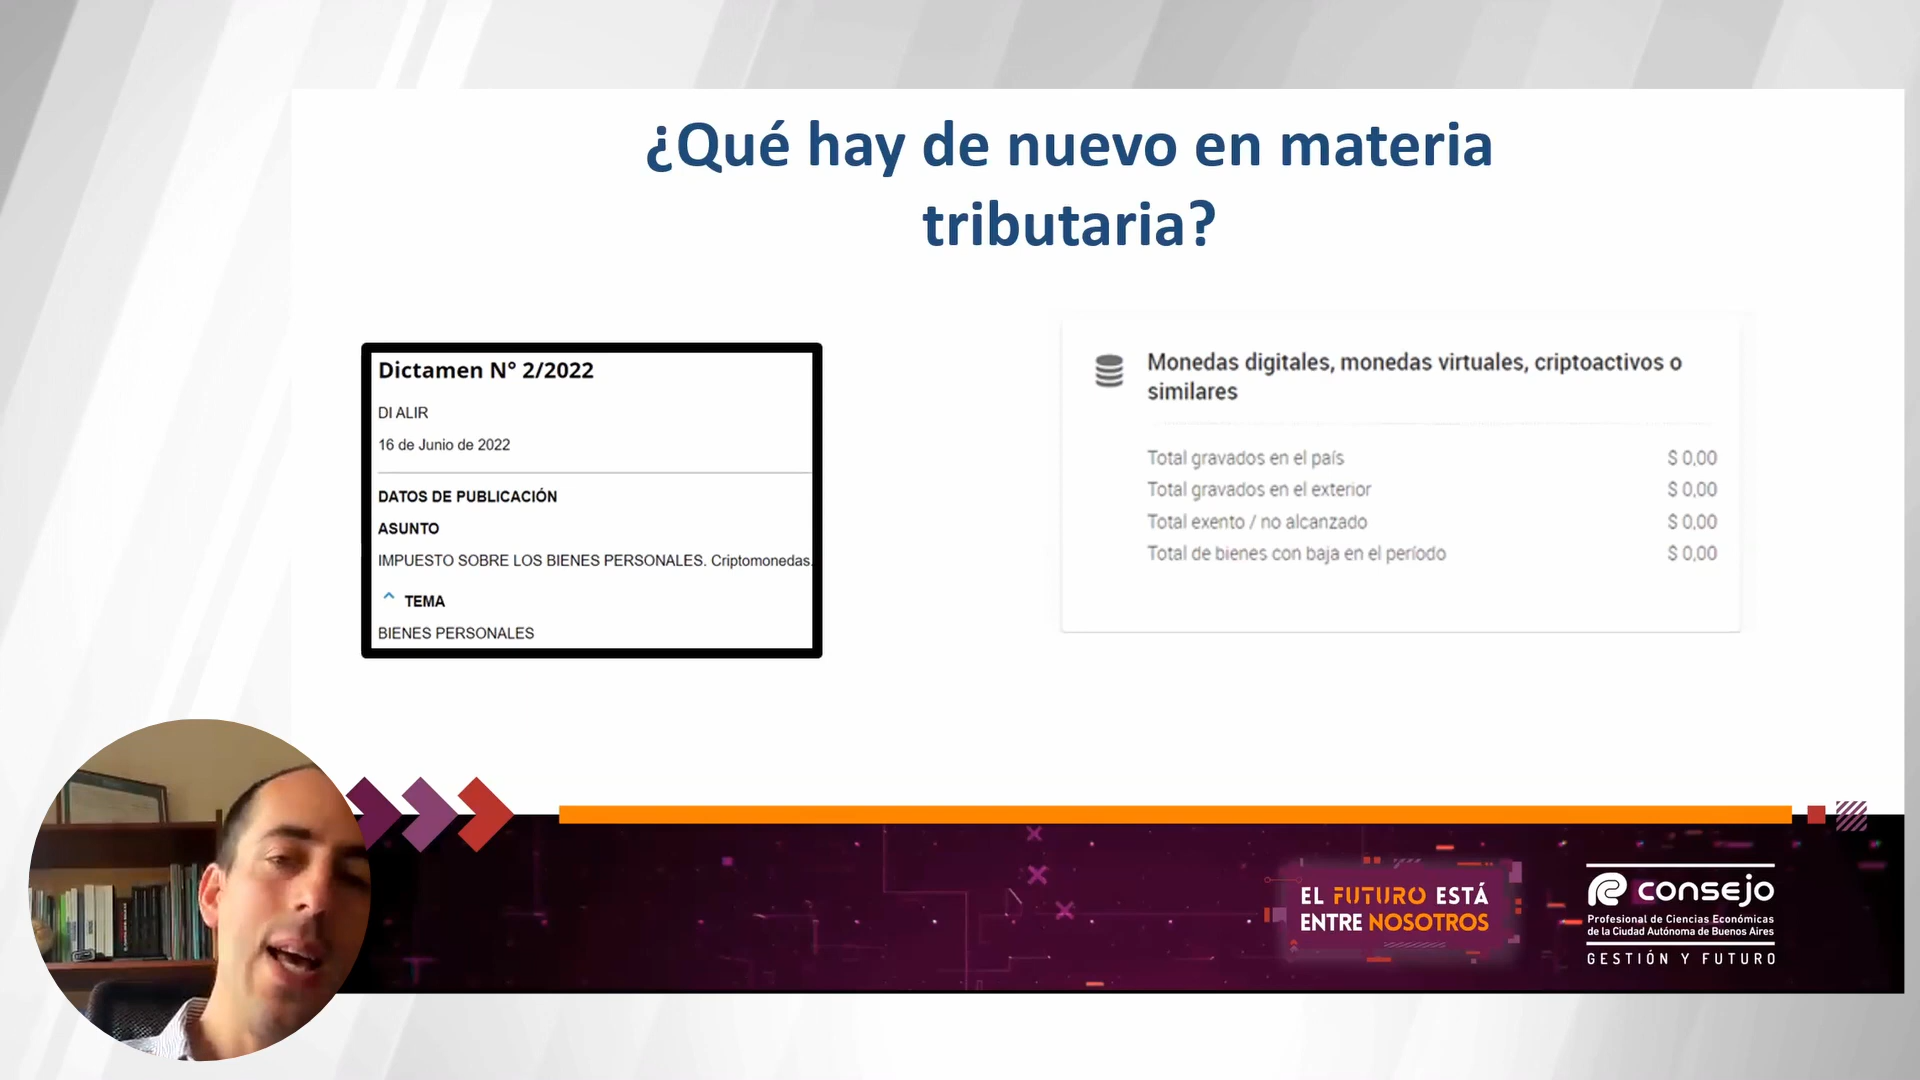 ¿Qué hay de nuevo en materia
tributaria?
Dictamen N° 2/2022
DI ALIR
16 de Junio de 2022
DATOS DE PUBLICACIÓN
ASUNTO
IMPUESTO SOBRE LOS BIENES PERSONALES. Criptomonedas.
TEMA
BIENES PERSONALES
Monedas digitales, monedas virtuales, criptoactivos o
similares
Total gravados en el país $ 0,00
Total gravados en el exterior $ 0,00
Total exento / no alcanzado $ 0,00
Total de bienes con baja en el período $ 0,00
EL FUTURO ESTÁ
ENTRE NOSOTROS
consejo
Profesional de Ciencias Económicas
de la Ciudad Autónoma de Buenos Aires
GESTIÓN Y FUTURO